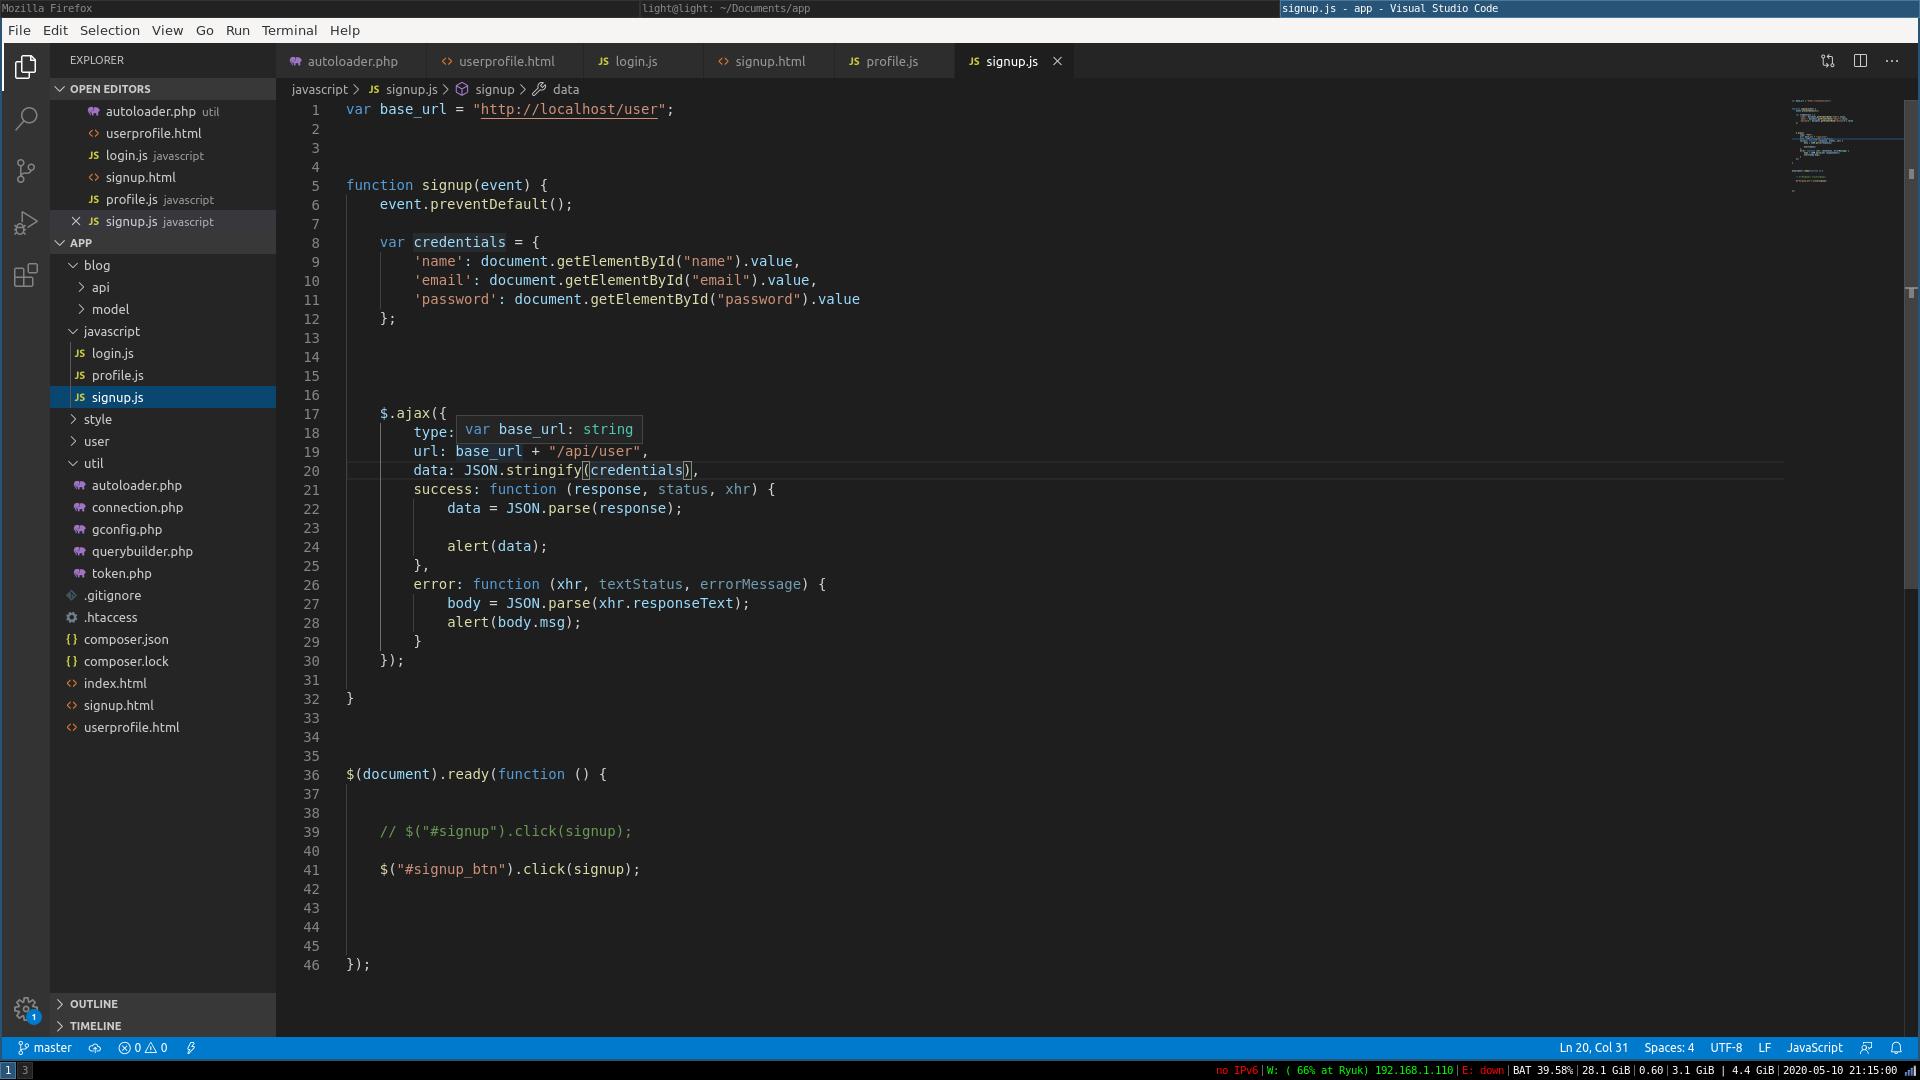 Mozilla Firefox
light@light: ~/Documents/app
signup.js - app - Visual Studio Code
File Edit Selection View Go Run Terminal Help
EXPLORER
OPEN EDITORS
autoloader.php util
userprofile.html
login.js javascript
signup.html
profile.js javascript
signup.js javascript
APP
blog
api
model
javascript
login.js
profile.js
signup.js
style
user
util
autoloader.php
connection.php
gconfig.php
querybuilder.php
token.php
.gitignore
.htaccess
composer.json
composer.lock
index.html
signup.html
userprofile.html
OUTLINE
TIMELINE
autoloader.php userprofile.html login.js signup.html profile.js signup.js
javascript > JS signup.js > signup > data
1 var base_url = "http://localhost/user";
2
3
4
5 function signup(event) {
6 event.preventDefault();
7
8 var credentials = {
9 'name': document.getElementById("name").value,
10 'email': document.getElementById("email").value,
11 'password': document.getElementById("password").value
12 };
13
14
15
16
17 $.ajax({
18 type: var base_url: string
19 url: base_url + "/api/user",
20 data: JSON.stringify(credentials),
21 success: function (response, status, xhr) {
22 data = JSON.parse(response);
23
24 alert(data);
25 },
26 error: function (xhr, textStatus, errorMessage) {
27 body = JSON.parse(xhr.responseText);
28 alert(body.msg);
29 }
30 });
31
32 }
33
34
35
36 $(document).ready(function () {
37
38
39 // $("#signup").click(signup);
40
41 $("#signup_btn").click(signup);
42
43
44
45
46 });
1
master 0 0 Ln 20, Col 31 Spaces: 4 UTF-8 LF JavaScript
1 3 no IPv6|W: ( 66% at Ryuk) 192.168.1.110|E: down|BAT 39.58%|28.1 GiB|0.60|3.1 GiB | 4.4 GiB|2020-05-10 21:15:00